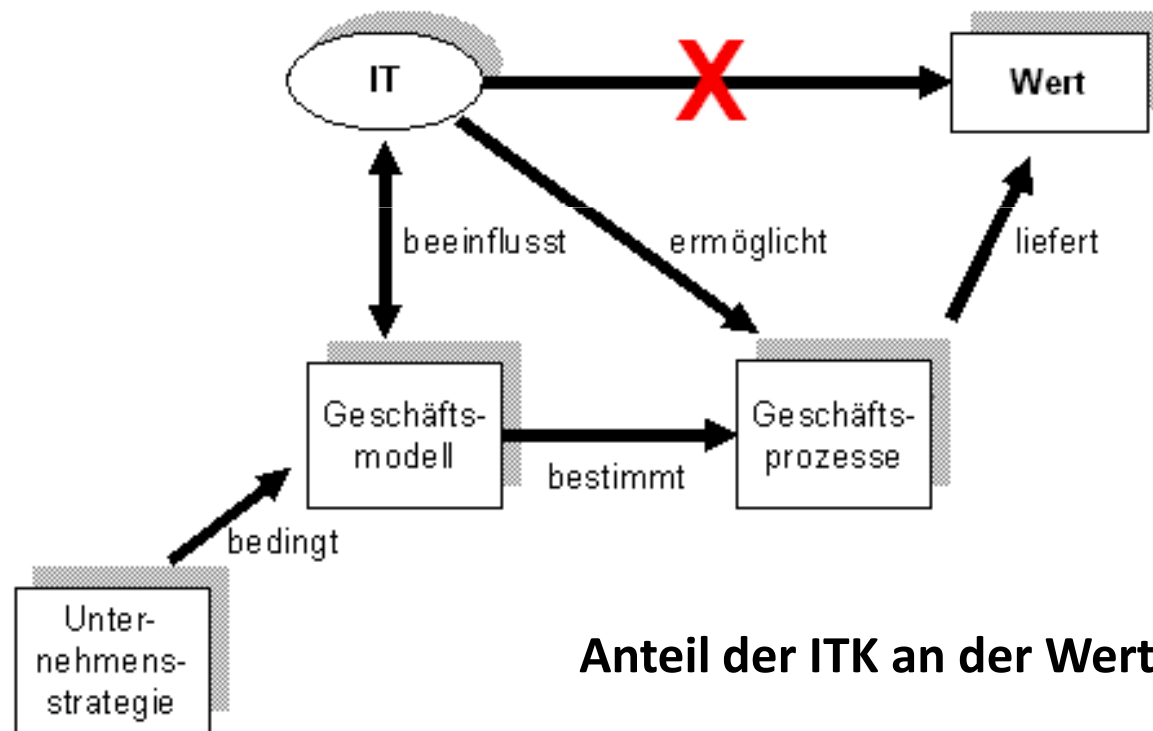 IT
X
Wert
beeinflusst
ermöglicht
liefert
Geschäfts-
modell
bestimmt
Geschäfts-
prozesse
bedingt
Unter-
nehmens-
strategie
Anteil der ITK an der Wert